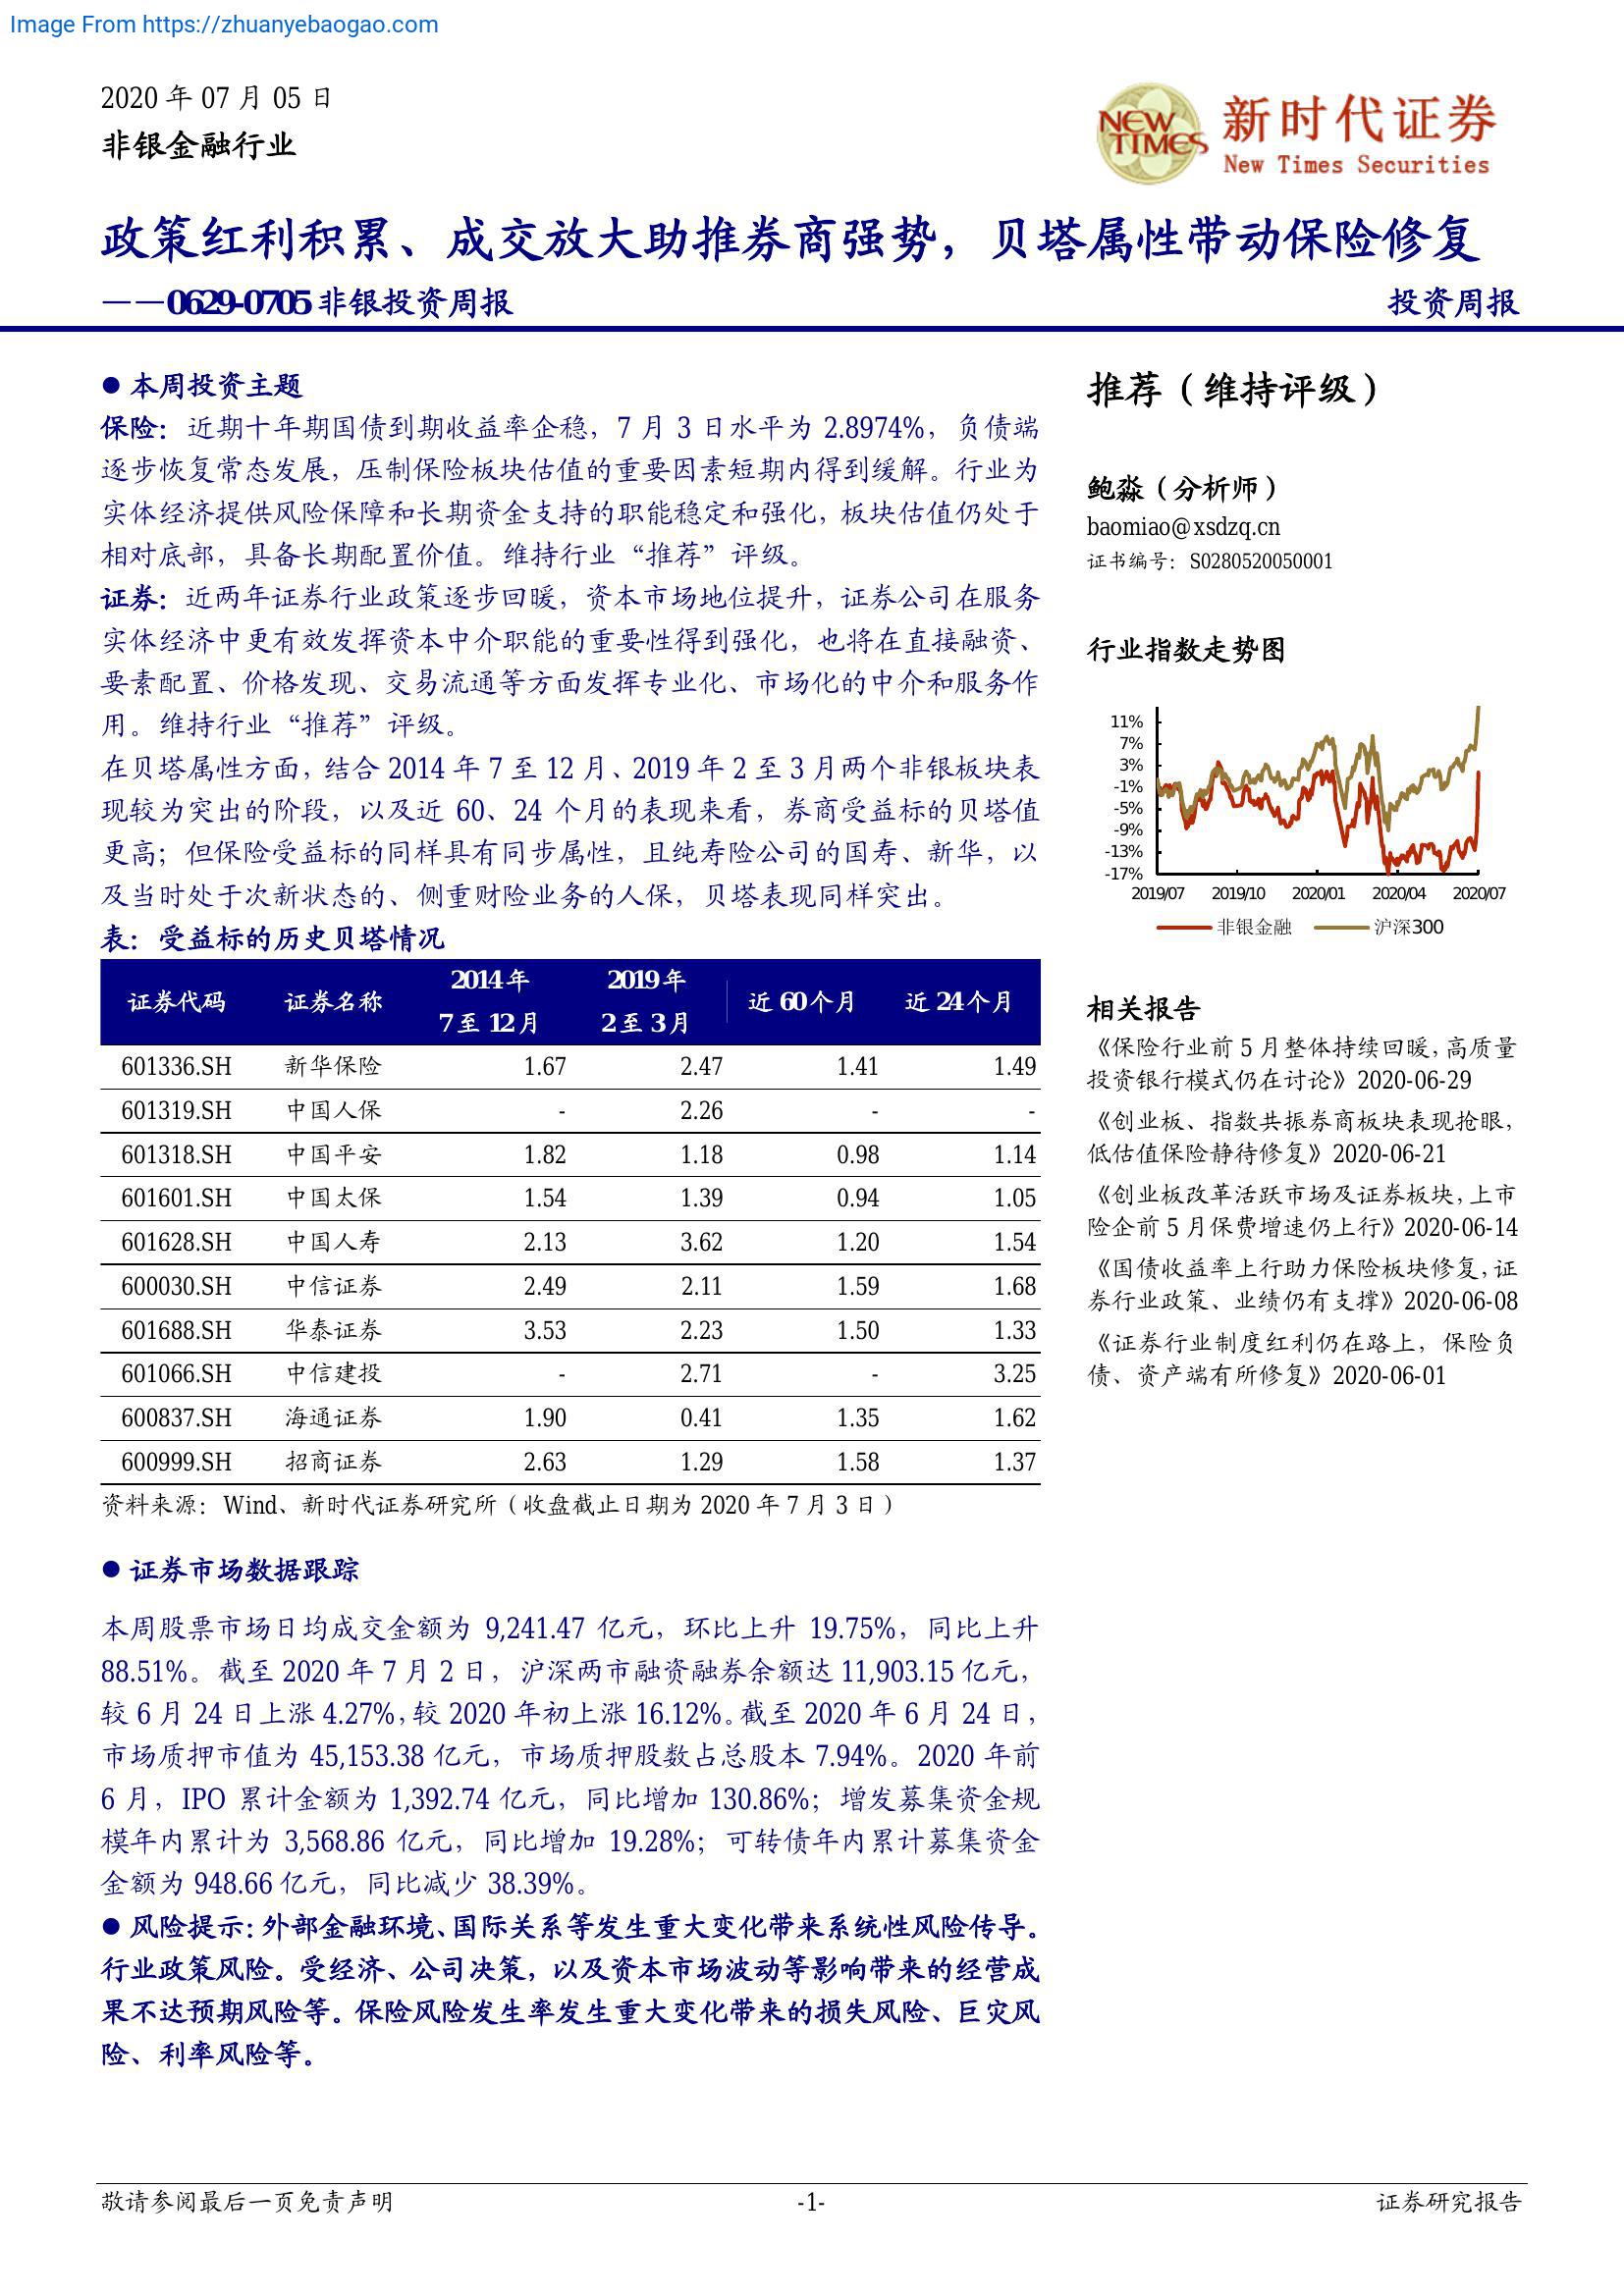 Image From https://zhuanyebaogao.com
2020 年 07 月 05 日
非银金融行业
NEW TIMES
新时代证券
New Times Securities
政策红利积累、成交放大助推券商强势，贝塔属性带动保险修复
——0629-0705 非银投资周报
投资周报
● 本周投资主题
保险：近期十年期国债到期收益率企稳，7 月 3 日水平为 2.8974%，负债端
逐步恢复常态发展，压制保险板块估值的重要因素短期内得到缓解。行业为
实体经济提供风险保障和长期资金支持的职能稳定和强化，板块估值仍处于
相对底部，具备长期配置价值。维持行业“推荐”评级。
证券：近两年证券行业政策逐步回暖，资本市场地位提升，证券公司在服务
实体经济中更有效发挥资本中介职能的重要性得到强化，也将在直接融资、
要素配置、价格发现、交易流通等方面发挥专业化、市场化的中介和服务作
用。维持行业“推荐”评级。
在贝塔属性方面，结合 2014 年 7 至 12 月、2019 年 2 至 3 月两个非银板块表
现较为突出的阶段，以及近 60、24 个月的表现来看，券商受益标的贝塔值
更高；但保险受益标的同样具有同步属性，且纯寿险公司的国寿、新华，以
及当时处于次新状态的、侧重财险业务的人保，贝塔表现同样突出。
表：受益标的历史贝塔情况
证券代码 证券名称 2014 年 7 至 12 月 2019 年 2 至 3 月 近 60 个月 近 24 个月
601336.SH 新华保险 1.67 2.47 1.41 1.49
601319.SH 中国人保 - 2.26 - -
601318.SH 中国平安 1.82 1.18 0.98 1.14
601601.SH 中国太保 1.54 1.39 0.94 1.05
601628.SH 中国人寿 2.13 3.62 1.20 1.54
600030.SH 中信证券 2.49 2.11 1.59 1.68
601688.SH 华泰证券 3.53 2.23 1.50 1.33
601066.SH 中信建投 - 2.71 - 3.25
600837.SH 海通证券 1.90 0.41 1.35 1.62
600999.SH 招商证券 2.63 1.29 1.58 1.37
资料来源：Wind、新时代证券研究所（收盘截止日期为 2020 年 7 月 3 日）
● 证券市场数据跟踪
本周股票市场日均成交金额为 9,241.47 亿元，环比上升 19.75%，同比上升
88.51%。截至 2020 年 7 月 2 日，沪深两市融资融券余额达 11,903.15 亿元，
较 6 月 24 日上涨 4.27%，较 2020 年初上涨 16.12%。截至 2020 年 6 月 24 日，
市场质押市值为 45,153.38 亿元，市场质押股数占总股本 7.94%。2020 年前
6 月，IPO 累计金额为 1,392.74 亿元，同比增加 130.86%；增发募集资金规
模年内累计为 3,568.86 亿元，同比增加 19.28%；可转债年内累计募集资金
金额为 948.66 亿元，同比减少 38.39%。
● 风险提示：外部金融环境、国际关系等发生重大变化带来系统性风险传导。
行业政策风险。受经济、公司决策，以及资本市场波动等影响带来的经营成
果不达预期风险等。保险风险发生率发生重大变化带来的损失风险、巨灾风
险、利率风险等。
推荐（维持评级）
鲍淼（分析师）
baomiao@xsdzq.cn
证书编号：S0280520050001
行业指数走势图
11%
7%
3%
-1%
-5%
-9%
-13%
-17%
2019/07 2019/10 2020/01 2020/04 2020/07
非银金融 沪深300
相关报告
《保险行业前 5 月整体持续回暖，高质量
投资银行模式仍在讨论》2020-06-29
《创业板、指数共振券商板块表现抢眼，
低估值保险静待修复》2020-06-21
《创业板改革活跃市场及证券板块，上市
险企前 5 月保费增速仍上行》2020-06-14
《国债收益率上行助力保险板块修复，证
券行业政策、业绩仍有支撑》2020-06-08
《证券行业制度红利仍在路上，保险负
债、资产端有所修复》2020-06-01
敬请参阅最后一页免责声明
-1-
证券研究报告